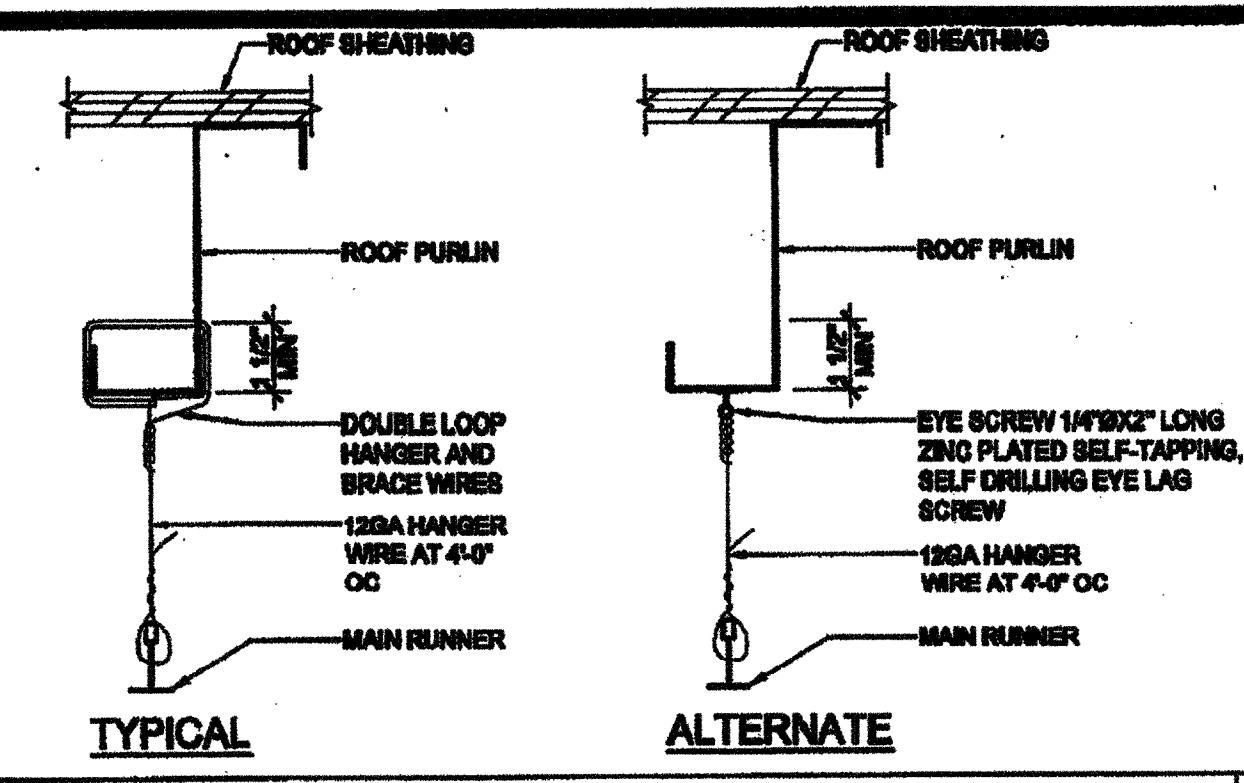 ROOF SHEATHING
ROOF PURLIN
1 1/2"
MIN
DOUBLE LOOP
HANGER AND
BRACE WIRES
12GA HANGER
WIRE AT 4'-0"
OC
MAIN RUNNER
TYPICAL
ROOF SHEATHING
ROOF PURLIN
1 1/2"
MIN
EYE SCREW 1/4"ØX2" LONG
ZINC PLATED SELF-TAPPING,
SELF DRILLING EYE LAG
SCREW
12GA HANGER
WIRE AT 4'-0" OC
MAIN RUNNER
ALTERNATE